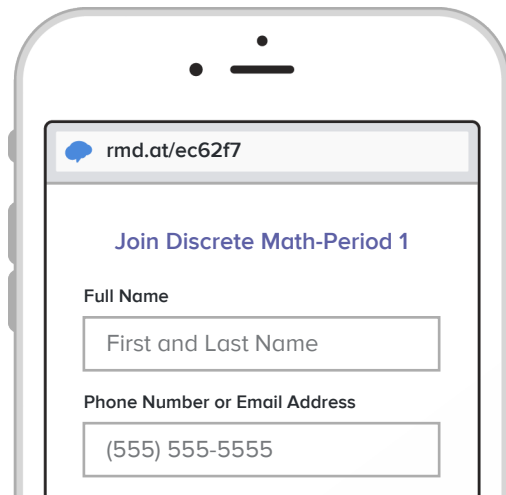 rmd.at/ec62f7
Join Discrete Math-Period 1
Full Name
First and Last Name
Phone Number or Email Address
(555) 555-5555